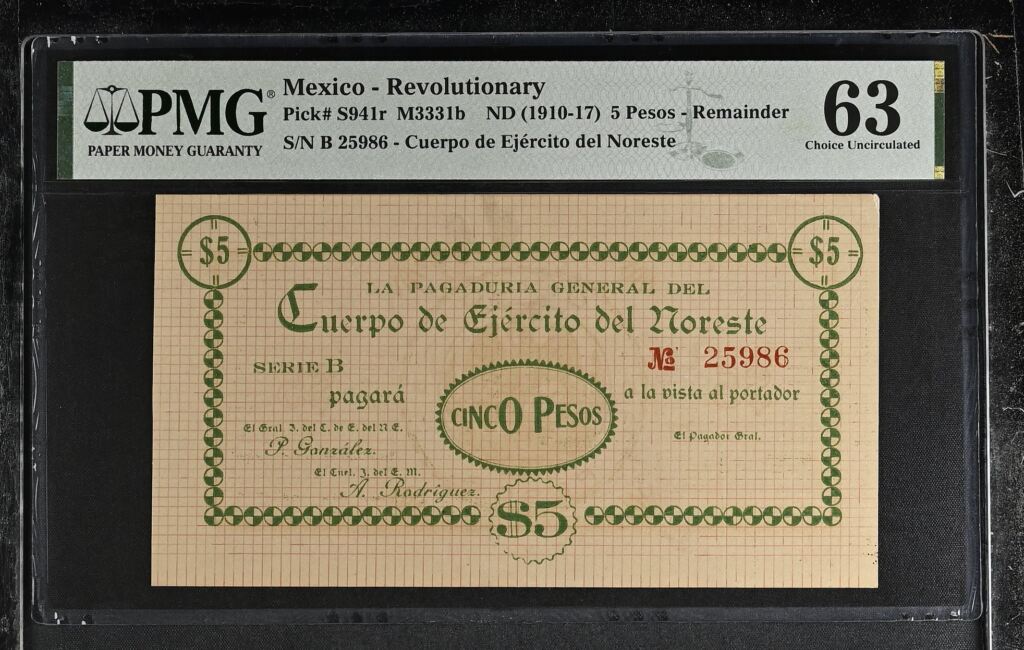 PMG®
PAPER MONEY GUARANTY
Mexico - Revolutionary
Pick# S941r M3331b ND (1910-17) 5 Pesos - Remainder
S/N B 25986 - Cuerpo de Ejército del Noreste
63
Choice Uncirculated
$5 $5
LA PAGADURIA GENERAL DEL
Cuerpo de Ejército del Noreste
SERIE B
No 25986
pagará
CINCO PESOS
a la vista al portador
El Gral. J. del C. de E. del N E.
P. González.
El Pagador Gral.
El Cnel. J. del E. M.
A. Rodríguez.
$5